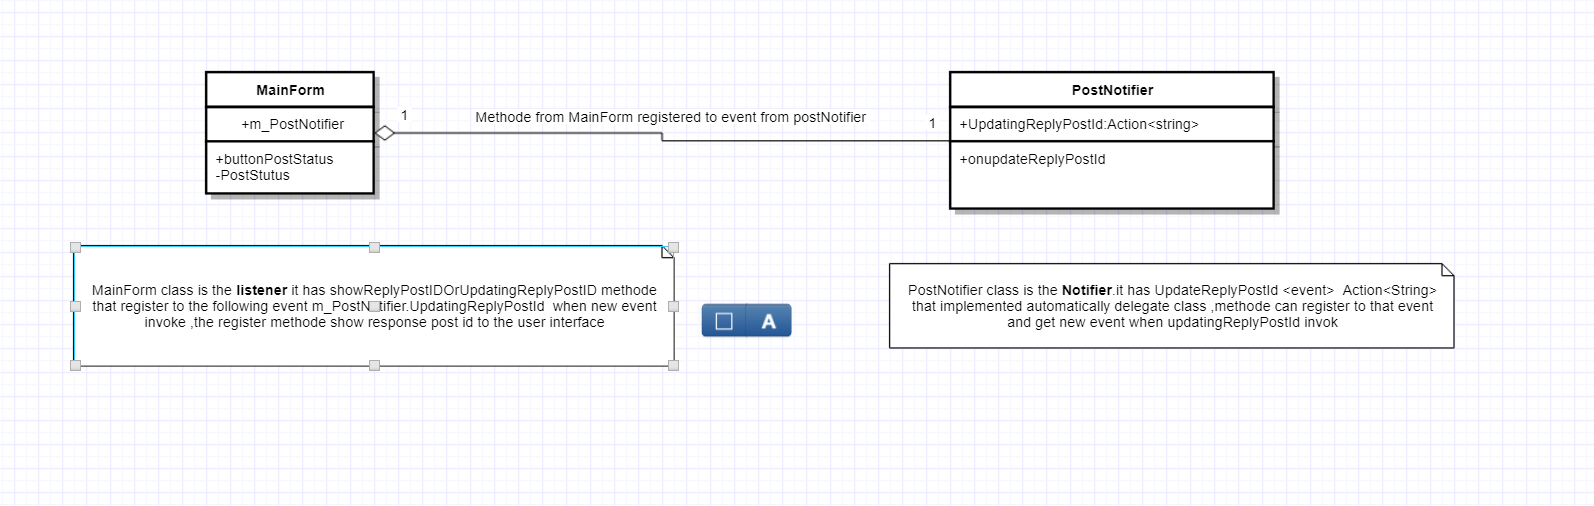 MainForm
+m_PostNotifier
+buttonPostStatus
-PostStutus
1
Methode from MainForm registered to event from postNotifier
1
PostNotifier
+UpdatingReplyPostId:Action<string>
+onupdateReplyPostId
MainForm class is the listener it has showReplyPostIDOrUpdatingReplyPostID methode
that register to the following event m_PostNotifier.UpdatingReplyPostId when new event
invoke ,the register methode show response post id to the user interface
A
PostNotifier class is the Notifier.it has UpdateReplyPostId <event> Action<String>
that implemented automatically delegate class ,methode can register to that event
and get new event when updatingReplyPostId invok